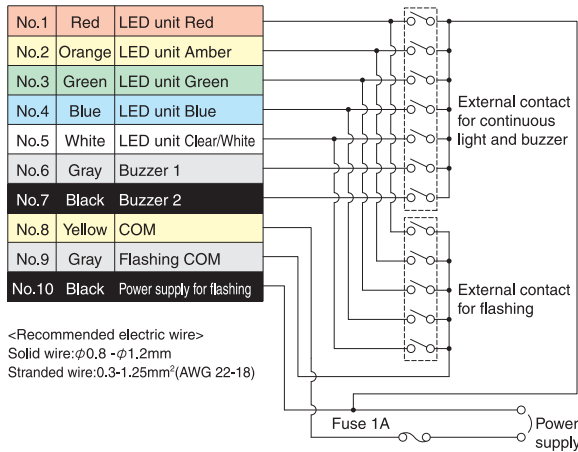 No.1 Red LED unit Red
No.2 Orange LED unit Amber
No.3 Green LED unit Green
No.4 Blue LED unit Blue
No.5 White LED unit Clear/White
No.6 Gray Buzzer 1
No.7 Black Buzzer 2
No.8 Yellow COM
No.9 Gray Flashing COM
No.10 Black Power supply for flashing
External contact
for continuous
light and buzzer
External contact
for flashing
<Recommended electric wire>
Solid wire:φ0.8 -φ1.2mm
Stranded wire:0.3-1.25mm²(AWG 22-18)
Fuse 1A
Power
supply